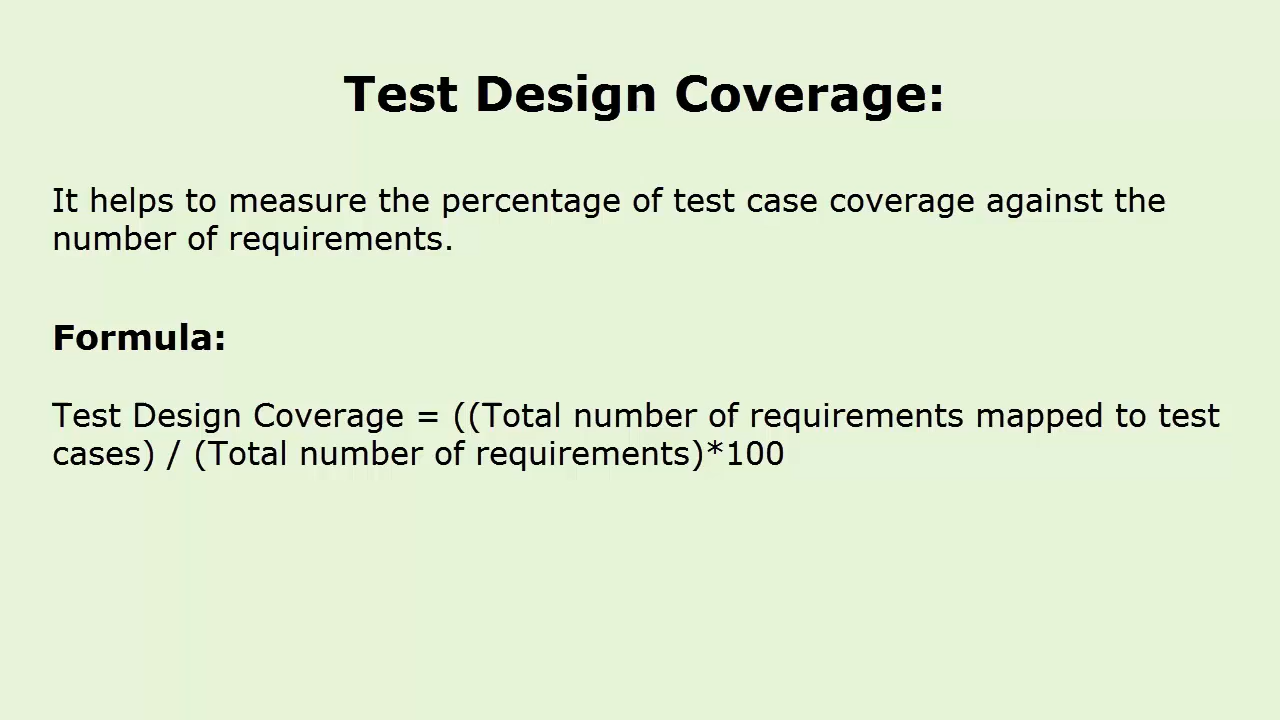 Test Design Coverage:
It helps to measure the percentage of test case coverage against the
number of requirements.
Formula:
Test Design Coverage = ((Total number of requirements mapped to test
cases) / (Total number of requirements)*100